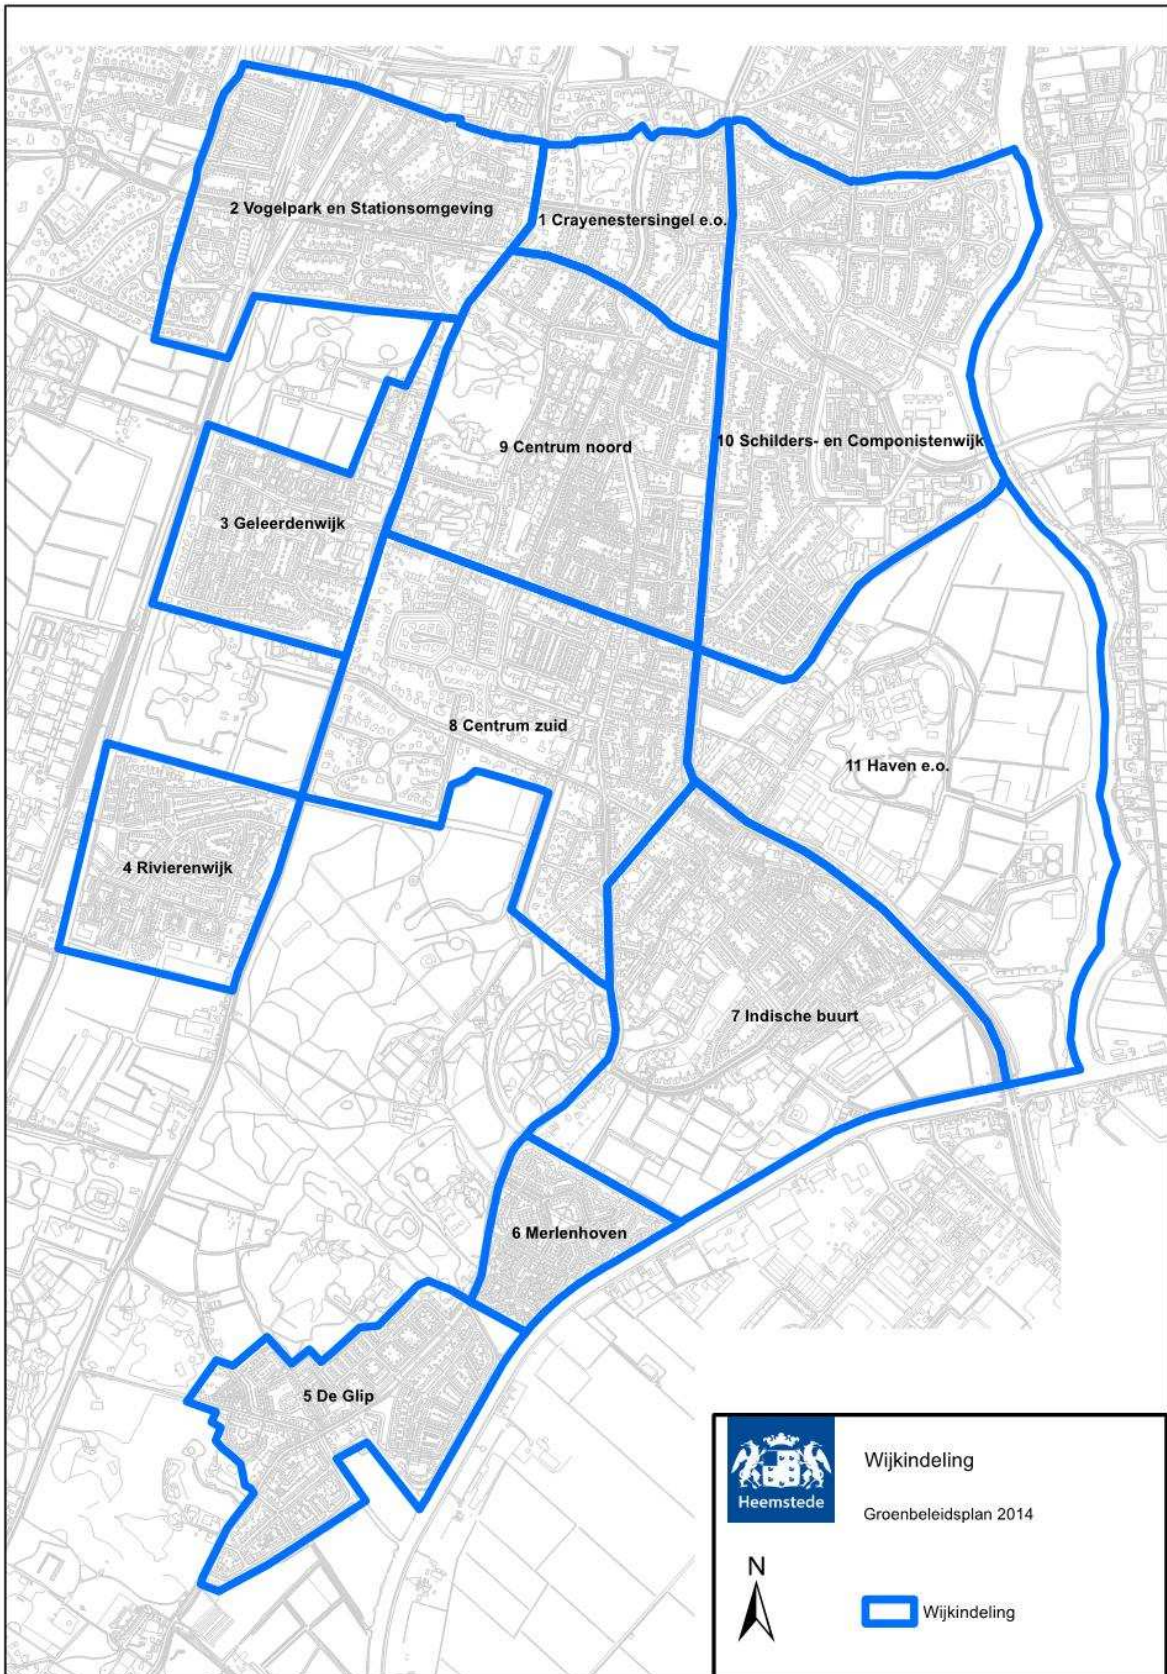 2 Vogelpark en Stationsomgeving
1 Crayenestersingel e.o.
9 Centrum noord
10 Schilders- en Componistenwijk
3 Geleerdenwijk
8 Centrum zuid
11 Haven e.o.
4 Rivierenwijk
7 Indische buurt
6 Merlenhoven
5 De Glip
Heemstede
Wijkindeling
Groenbeleidsplan 2014
N
Wijkindeling